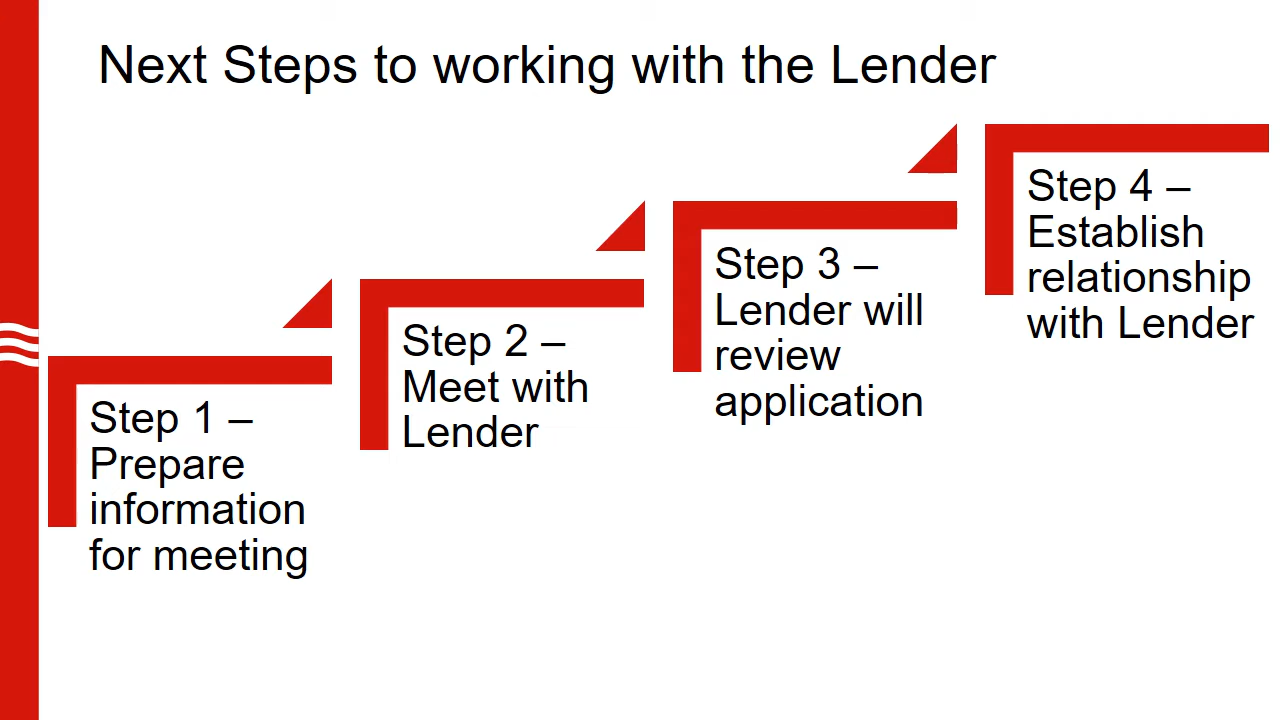 Next Steps to working with the Lender
Step 1 –
Prepare
information
for meeting
Step 2 –
Meet with
Lender
Step 3 –
Lender will
review
application
Step 4 –
Establish
relationship
with Lender